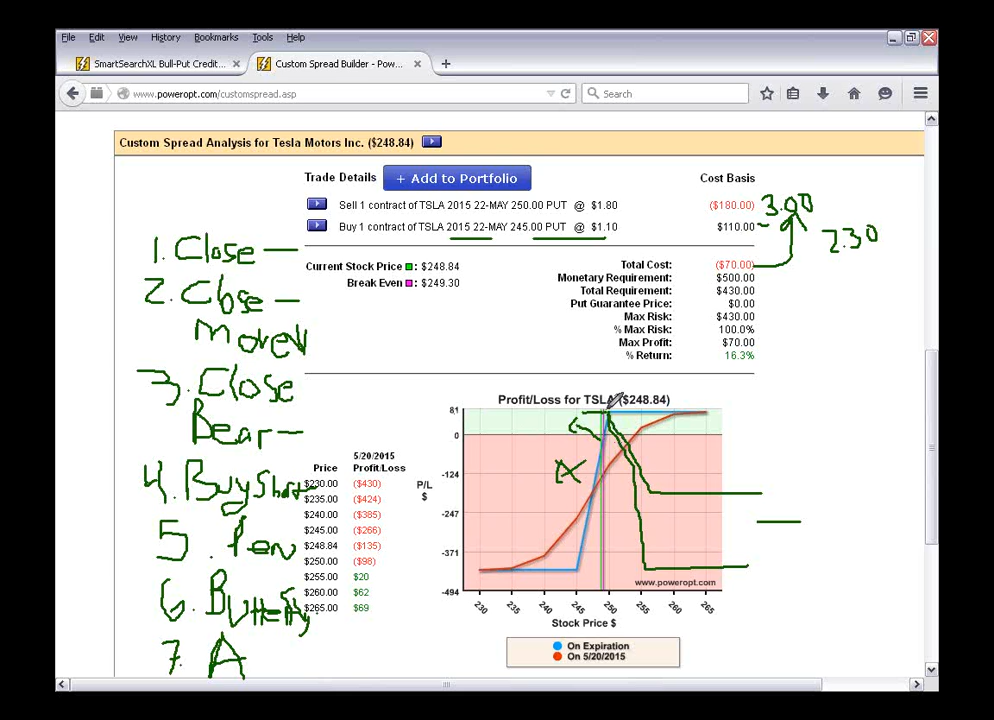 File Edit View History Bookmarks Tools Help
SmartSearchXL Bull-Put Credit... × Custom Spread Builder - Pow... × +
www.poweropt.com/customspread.asp Search
Custom Spread Analysis for Tesla Motors Inc. ($248.84)
Trade Details + Add to Portfolio Cost Basis
Sell 1 contract of TSLA 2015 22-MAY 250.00 PUT @ $1.80 ($180.00) 3.00
Buy 1 contract of TSLA 2015 22-MAY 245.00 PUT @ $1.10 $110.00 2.30
Current Stock Price : $248.84
Break Even : $249.30
Total Cost: ($70.00)
Monetary Requirement: $500.00
Total Requirement: $430.00
Put Guarantee Price: $0.00
Max Risk: $430.00
% Max Risk: 100.0%
Max Profit: $70.00
% Return: 16.3%
1. Close
2. Close
3. Close
Bear
4. Buy
5.
6. Butterfly
7. A
5/20/2015
Price Profit/Loss
$230.00 ($430)
$235.00 ($424)
$240.00 ($385)
$245.00 ($266)
$248.84 ($135)
$250.00 ($98)
$255.00 $20
$260.00 $62
$265.00 $69
Profit/Loss for TSLA ($248.84)
P/L
$
81
0
-124
-247
-371
-494
www.poweropt.com
230 235 240 245 250 255 260 265
Stock Price $
On Expiration
On 5/20/2015